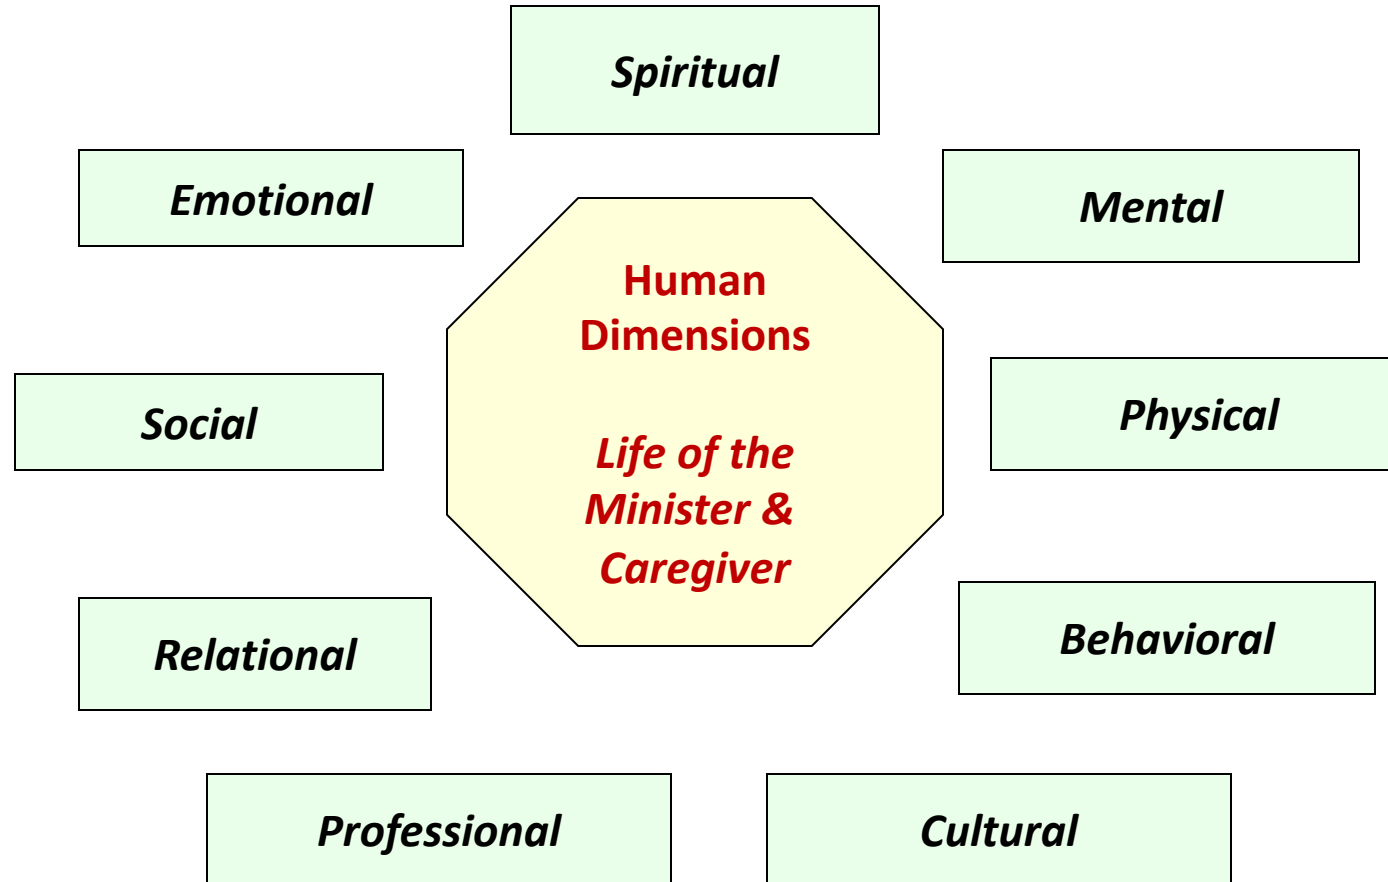 Spiritual
Emotional
Mental
Human
Dimensions
Life of the
Minister &
Caregiver
Social
Physical
Relational
Behavioral
Professional
Cultural